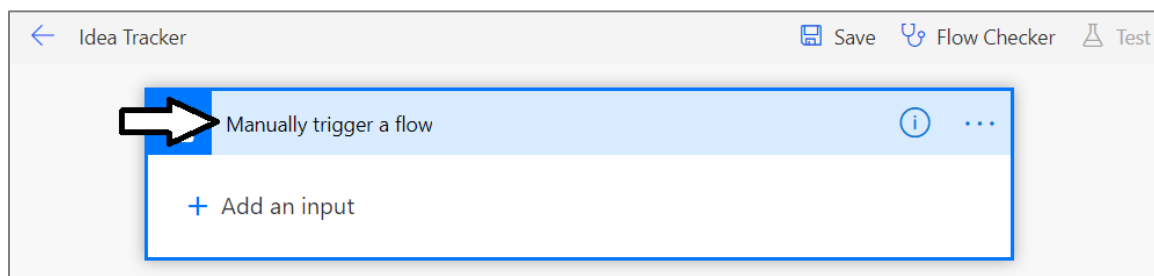 Idea Tracker Save Flow Checker Test
Manually trigger a flow
+ Add an input